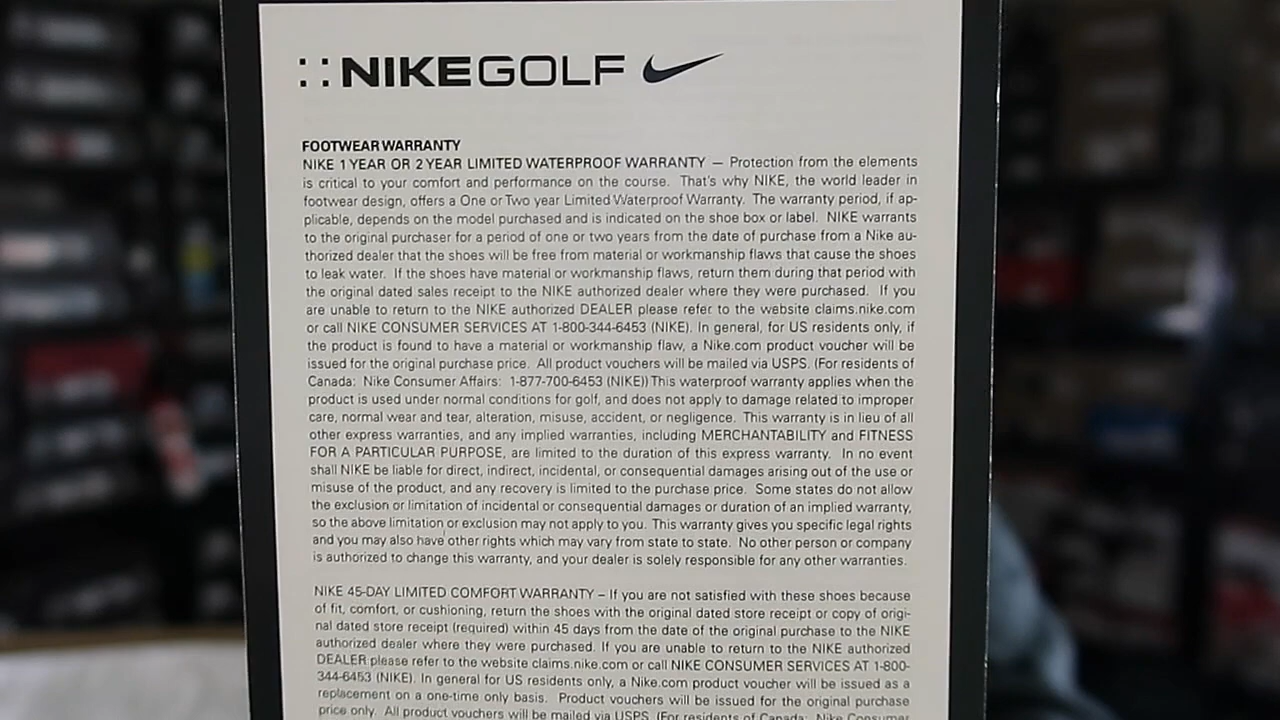 :: NIKEGOLF
FOOTWEAR WARRANTY
NIKE 1 YEAR OR 2 YEAR LIMITED WATERPROOF WARRANTY — Protection from the elements
is critical to your comfort and performance on the course. That's why NIKE, the world leader in
footwear design, offers a One or Two year Limited Waterproof Warranty. The warranty period, if ap-
plicable, depends on the model purchased and is indicated on the shoe box or label. NIKE warrants
to the original purchaser for a period of one or two years from the date of purchase from a Nike au-
thorized dealer that the shoes will be free from material or workmanship flaws that cause the shoes
to leak water. If the shoes have material or workmanship flaws, return them during that period with
the original dated sales receipt to the NIKE authorized dealer where they were purchased. If you
are unable to return to the NIKE authorized DEALER please refer to the website claims.nike.com
or call NIKE CONSUMER SERVICES AT 1-800-344-6453 (NIKE). In general, for US residents only, if
the product is found to have a material or workmanship flaw, a Nike.com product voucher will be
issued for the original purchase price. All product vouchers will be mailed via USPS. (For residents of
Canada: Nike Consumer Affairs: 1-877-700-6453 (NIKE)) This waterproof warranty applies when the
product is used under normal conditions for golf, and does not apply to damage related to improper
care, normal wear and tear, alteration, misuse, accident, or negligence. This warranty is in lieu of all
other express warranties, and any implied warranties, including MERCHANTABILITY and FITNESS
FOR A PARTICULAR PURPOSE, are limited to the duration of this express warranty. In no event
shall NIKE be liable for direct, indirect, incidental, or consequential damages arising out of the use or
misuse of the product, and any recovery is limited to the purchase price. Some states do not allow
the exclusion or limitation of incidental or consequential damages or duration of an implied warranty,
so the above limitation or exclusion may not apply to you. This warranty gives you specific legal rights
and you may also have other rights which may vary from state to state. No other person or company
is authorized to change this warranty, and your dealer is solely responsible for any other warranties.
NIKE 45-DAY LIMITED COMFORT WARRANTY – If you are not satisfied with these shoes because
of fit, comfort, or cushioning, return the shoes with the original dated store receipt or copy of origi-
nal dated store receipt (required) within 45 days from the date of the original purchase to the NIKE
authorized dealer where they were purchased. If you are unable to return to the NIKE authorized
DEALER please refer to the website claims.nike.com or call NIKE CONSUMER SERVICES AT 1-800-
344-6453 (NIKE). In general for US residents only, a Nike.com product voucher will be issued as a
replacement on a one-time only basis. Product vouchers will be issued for the original purchase
price only. All product vouchers will be mailed via USPS. (For residents of Canada: Nike Consumer